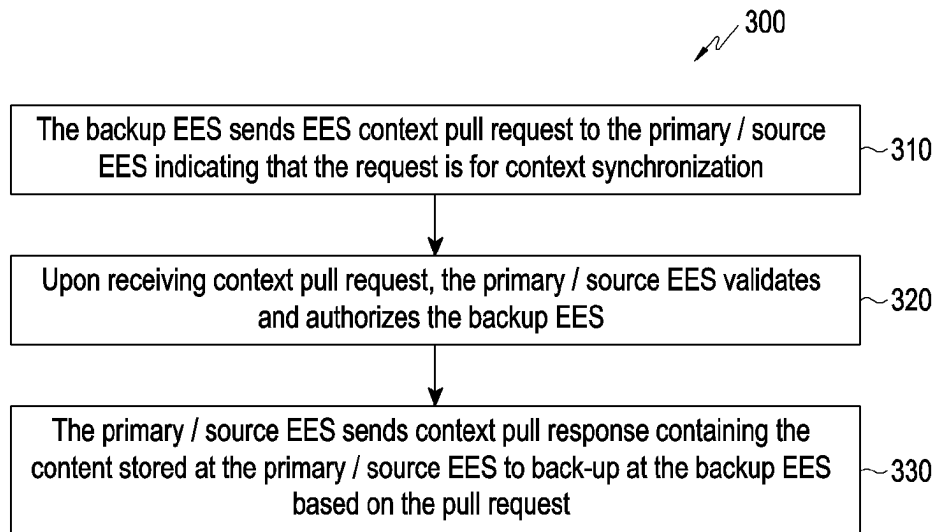 300
The backup EES sends EES context pull request to the primary / source
EES indicating that the request is for context synchronization
310
Upon receiving context pull request, the primary / source EES validates
and authorizes the backup EES
320
The primary / source EES sends context pull response containing the
content stored at the primary / source EES to back-up at the backup EES
based on the pull request
330